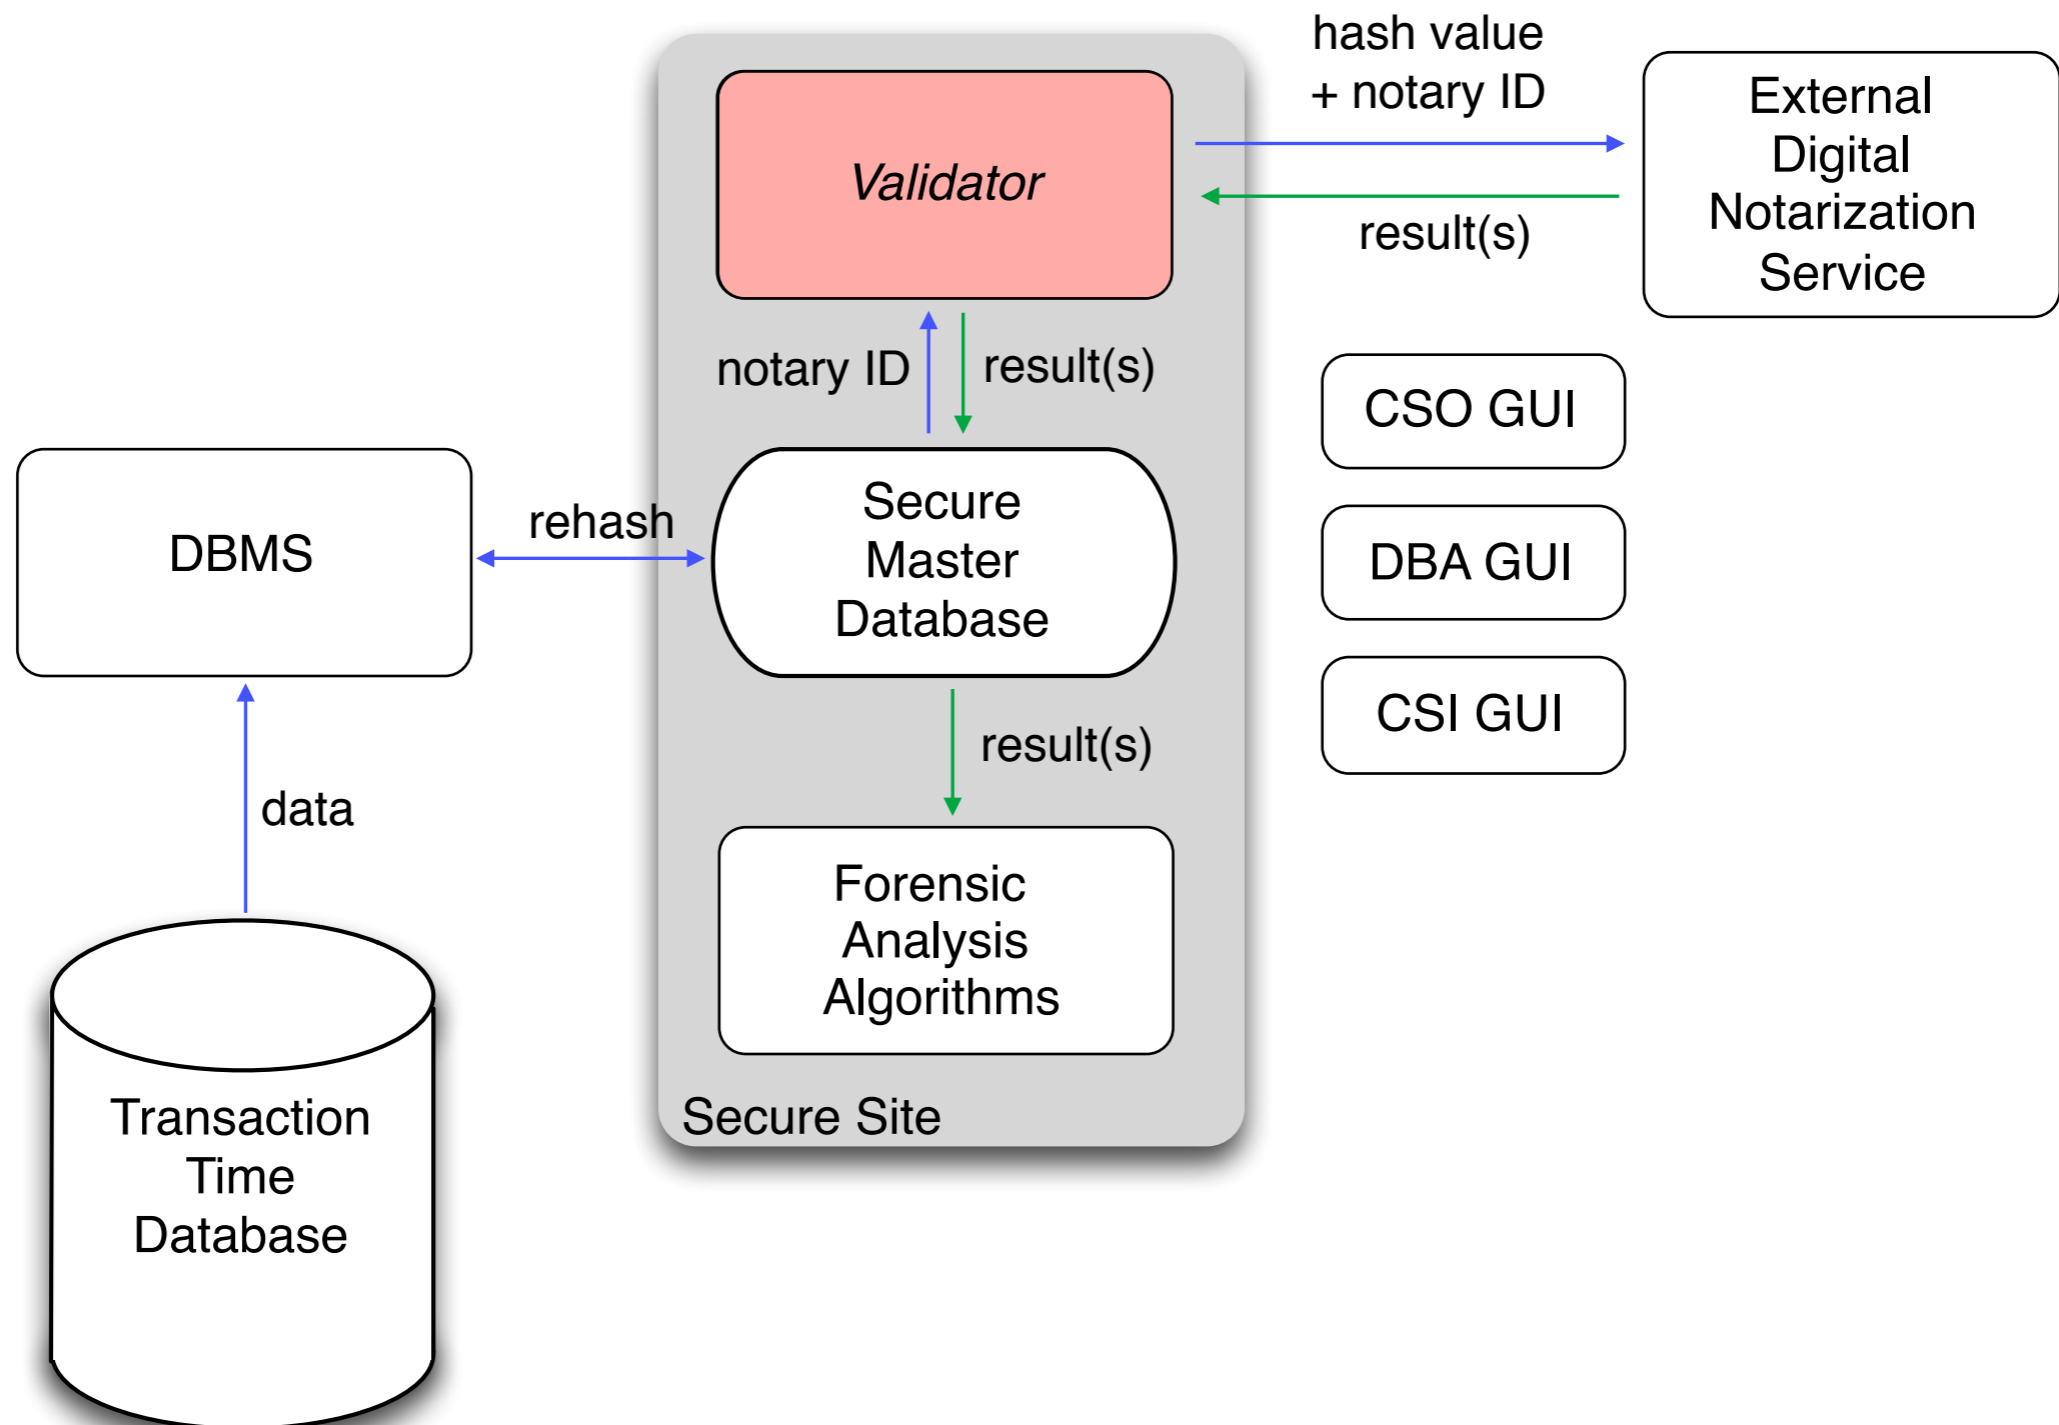 hash value
+ notary ID
External
Digital
Notarization
Service
Validator
result(s)
notary ID
result(s)
CSO GUI
DBMS
rehash
Secure
Master
Database
DBA GUI
CSI GUI
result(s)
data
Forensic
Analysis
Algorithms
Secure Site
Transaction
Time
Database